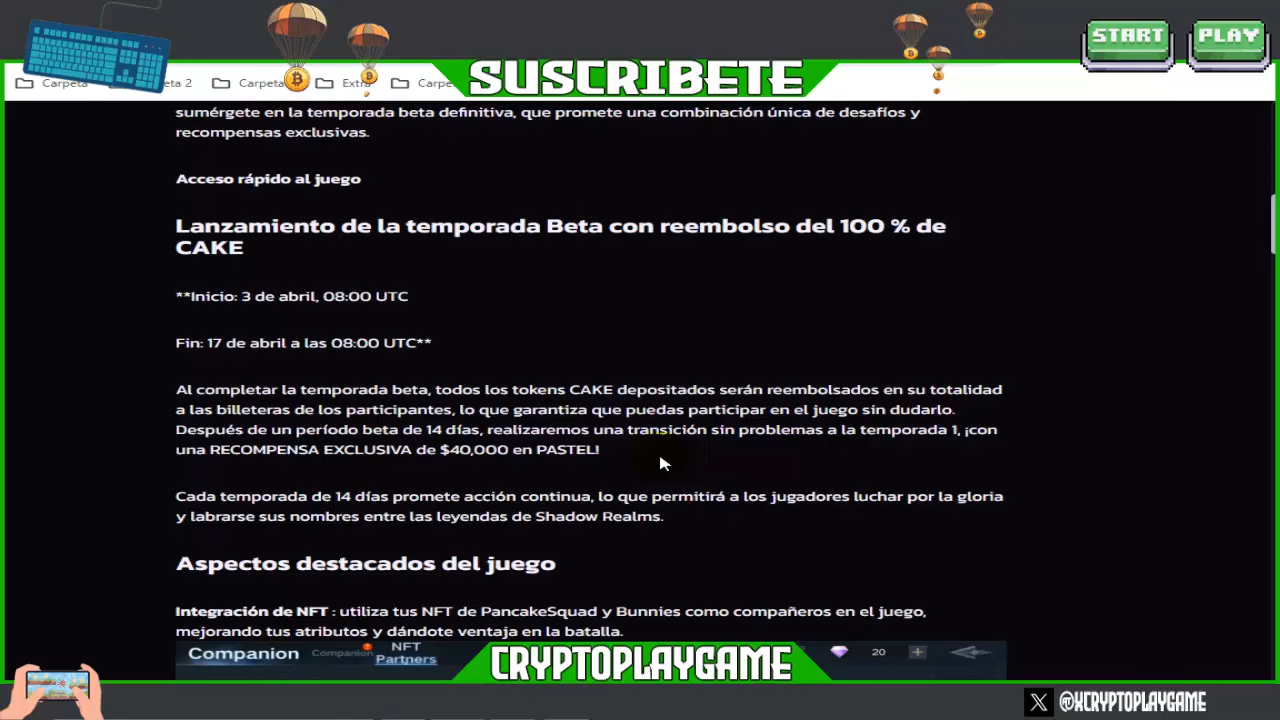 START
PLAY
SUSCRIBETE
Carpeta
eta 2
Carpeta
Extra
Carpe
sumérgete en la temporada beta definitiva, que promete una combinación única de desafíos y
recompensas exclusivas.
Acceso rápido al juego
Lanzamiento de la temporada Beta con reembolso del 100 % de
CAKE
**Inicio: 3 de abril, 08:00 UTC
Fin: 17 de abril a las 08:00 UTC**
Al completar la temporada beta, todos los tokens CAKE depositados serán reembolsados en su totalidad
a las billeteras de los participantes, lo que garantiza que puedas participar en el juego sin dudarlo.
Después de un período beta de 14 días, realizaremos una transición sin problemas a la temporada 1, ¡con
una RECOMPENSA EXCLUSIVA de $40,000 en PASTEL!
Cada temporada de 14 días promete acción continua, lo que permitirá a los jugadores luchar por la gloria
y labrarse sus nombres entre las leyendas de Shadow Realms.
Aspectos destacados del juego
Integración de NFT : utiliza tus NFT de PancakeSquad y Bunnies como compañeros en el juego,
mejorando tus atributos y dándote ventaja en la batalla.
Companion
Companion
NFT
Partners
20
CRYPTOPLAYGAME
@XCRYPTOPLAYGAME